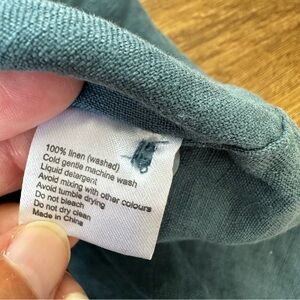 100% linen (washed)
Cold gentle machine wash
Liquid detergent
Avoid mixing with other colours
Avoid tumble drying
Do not bleach
Do not dry clean
Made in China